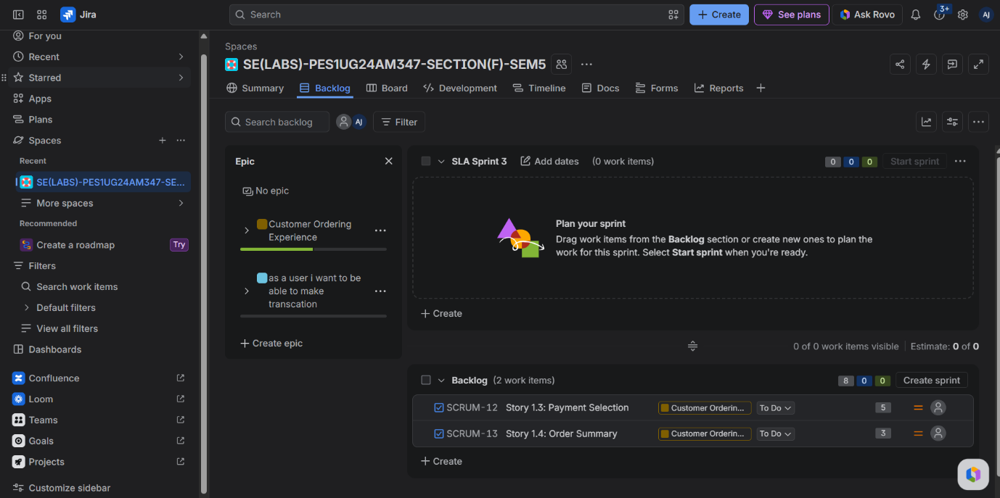 Jira
Search
Create
See plans
Ask Rovo
3+
AJ
For you
Recent
Starred
Apps
Plans
Spaces
Recent
SE(LABS)-PES1UG24AM347-SE...
More spaces
Recommended
Create a roadmap
Try
Filters
Search work items
Default filters
View all filters
Dashboards
Confluence
Loom
Teams
Goals
Projects
Customize sidebar
Spaces
SE(LABS)-PES1UG24AM347-SECTION(F)-SEM5
Summary Backlog Board Development Timeline Docs Forms Reports
Search backlog
AJ
Filter
Epic
No epic
Customer Ordering
Experience
as a user i want to be
able to make
transcation
Create epic
SLA Sprint 3 Add dates (0 work items) 0 0 0 Start sprint
Plan your sprint
Drag work items from the Backlog section or create new ones to plan the
work for this sprint. Select Start sprint when you're ready.
Create
0 of 0 work items visible Estimate: 0 of 0
Backlog (2 work items) 8 0 0 Create sprint
SCRUM-12 Story 1.3: Payment Selection Customer Orderin... To Do 5
SCRUM-13 Story 1.4: Order Summary Customer Orderin... To Do 3
Create